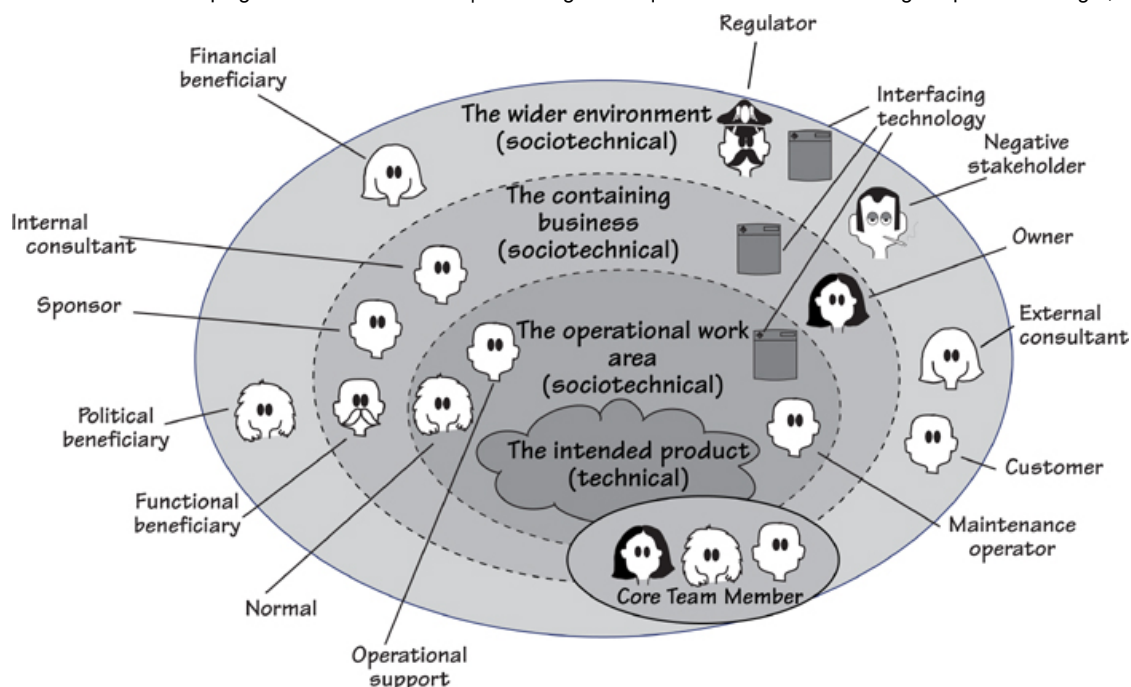 Regulator
Financial
beneficiary
The wider environment
(sociotechnical)
Interfacing
technology
Negative
stakeholder
The containing
business
(sociotechnical)
Internal
consultant
Owner
Sponsor
The operational work
area
(sociotechnical)
External
consultant
Political
beneficiary
The intended product
(technical)
Customer
Functional
beneficiary
Maintenance
operator
Normal
Core Team Member
Operational
support